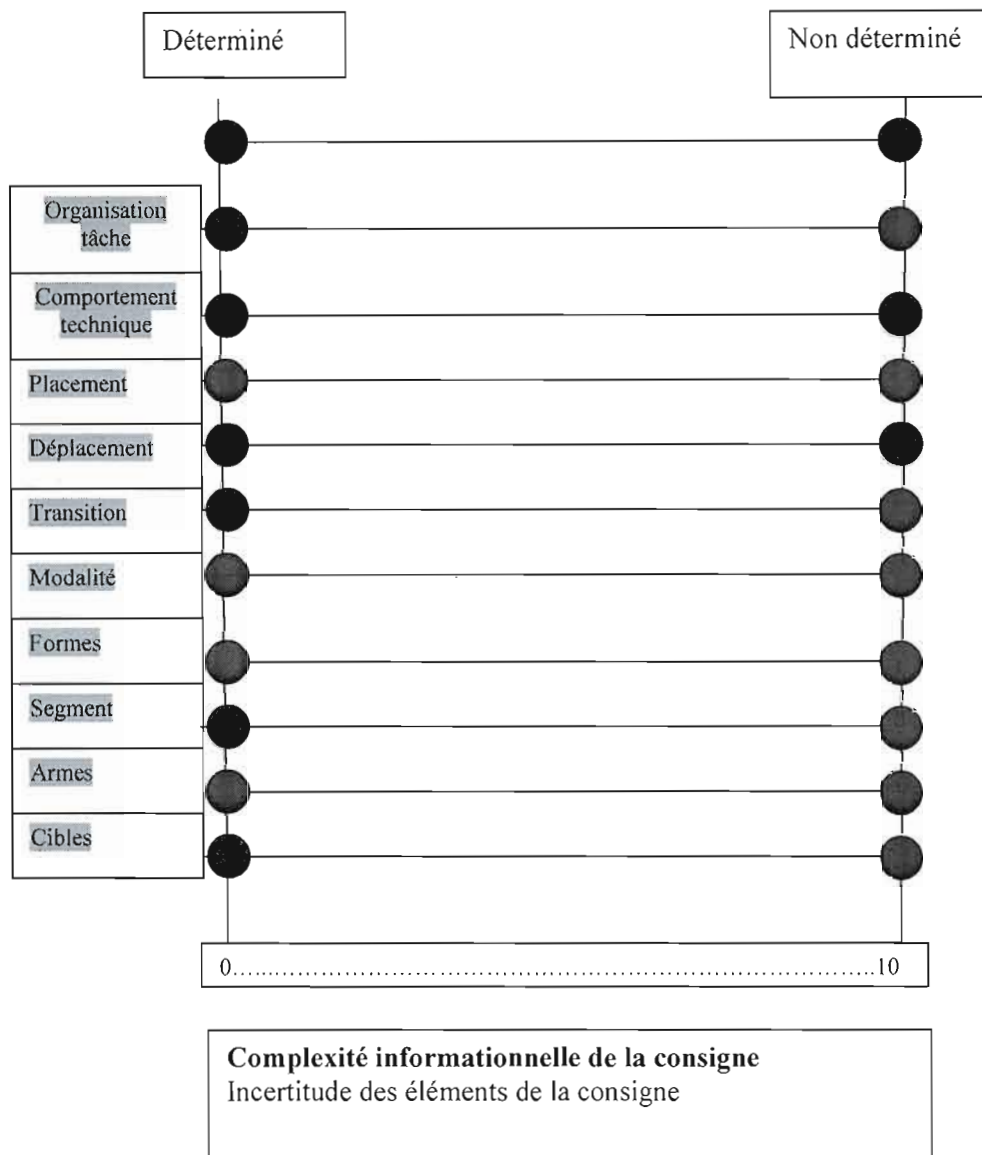 Déterminé
Non déterminé
Organisation
tâche
Comportement
technique
Placement
Déplacement
Transition
Modalité
Formes
Segment
Armes
Cibles
0..........................................................................................10
Complexité informationnelle de la consigne
Incertitude des éléments de la consigne